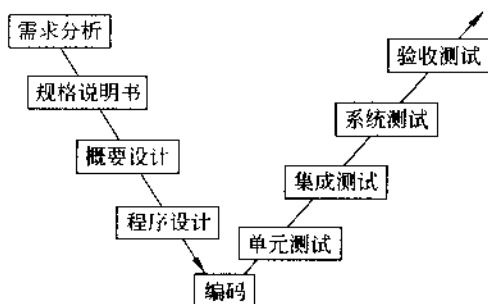 需求分析
规格说明书
概要设计
程序设计
编码
单元测试
集成测试
系统测试
验收测试